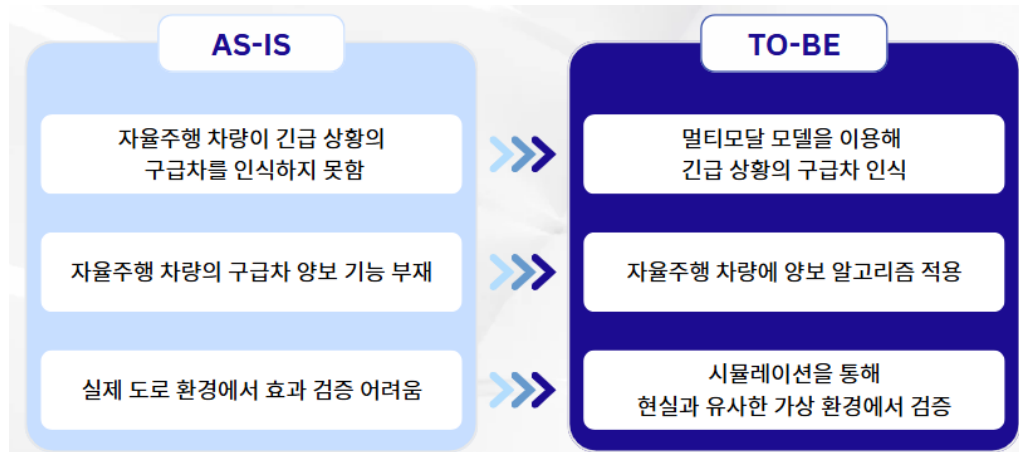 AS-IS
TO-BE
자율주행 차량이 긴급 상황의
구급차를 인식하지 못함
멀티모달 모델을 이용해
긴급 상황의 구급차 인식
자율주행 차량의 구급차 양보 기능 부재
자율주행 차량에 양보 알고리즘 적용
실제 도로 환경에서 효과 검증 어려움
시뮬레이션을 통해
현실과 유사한 가상 환경에서 검증